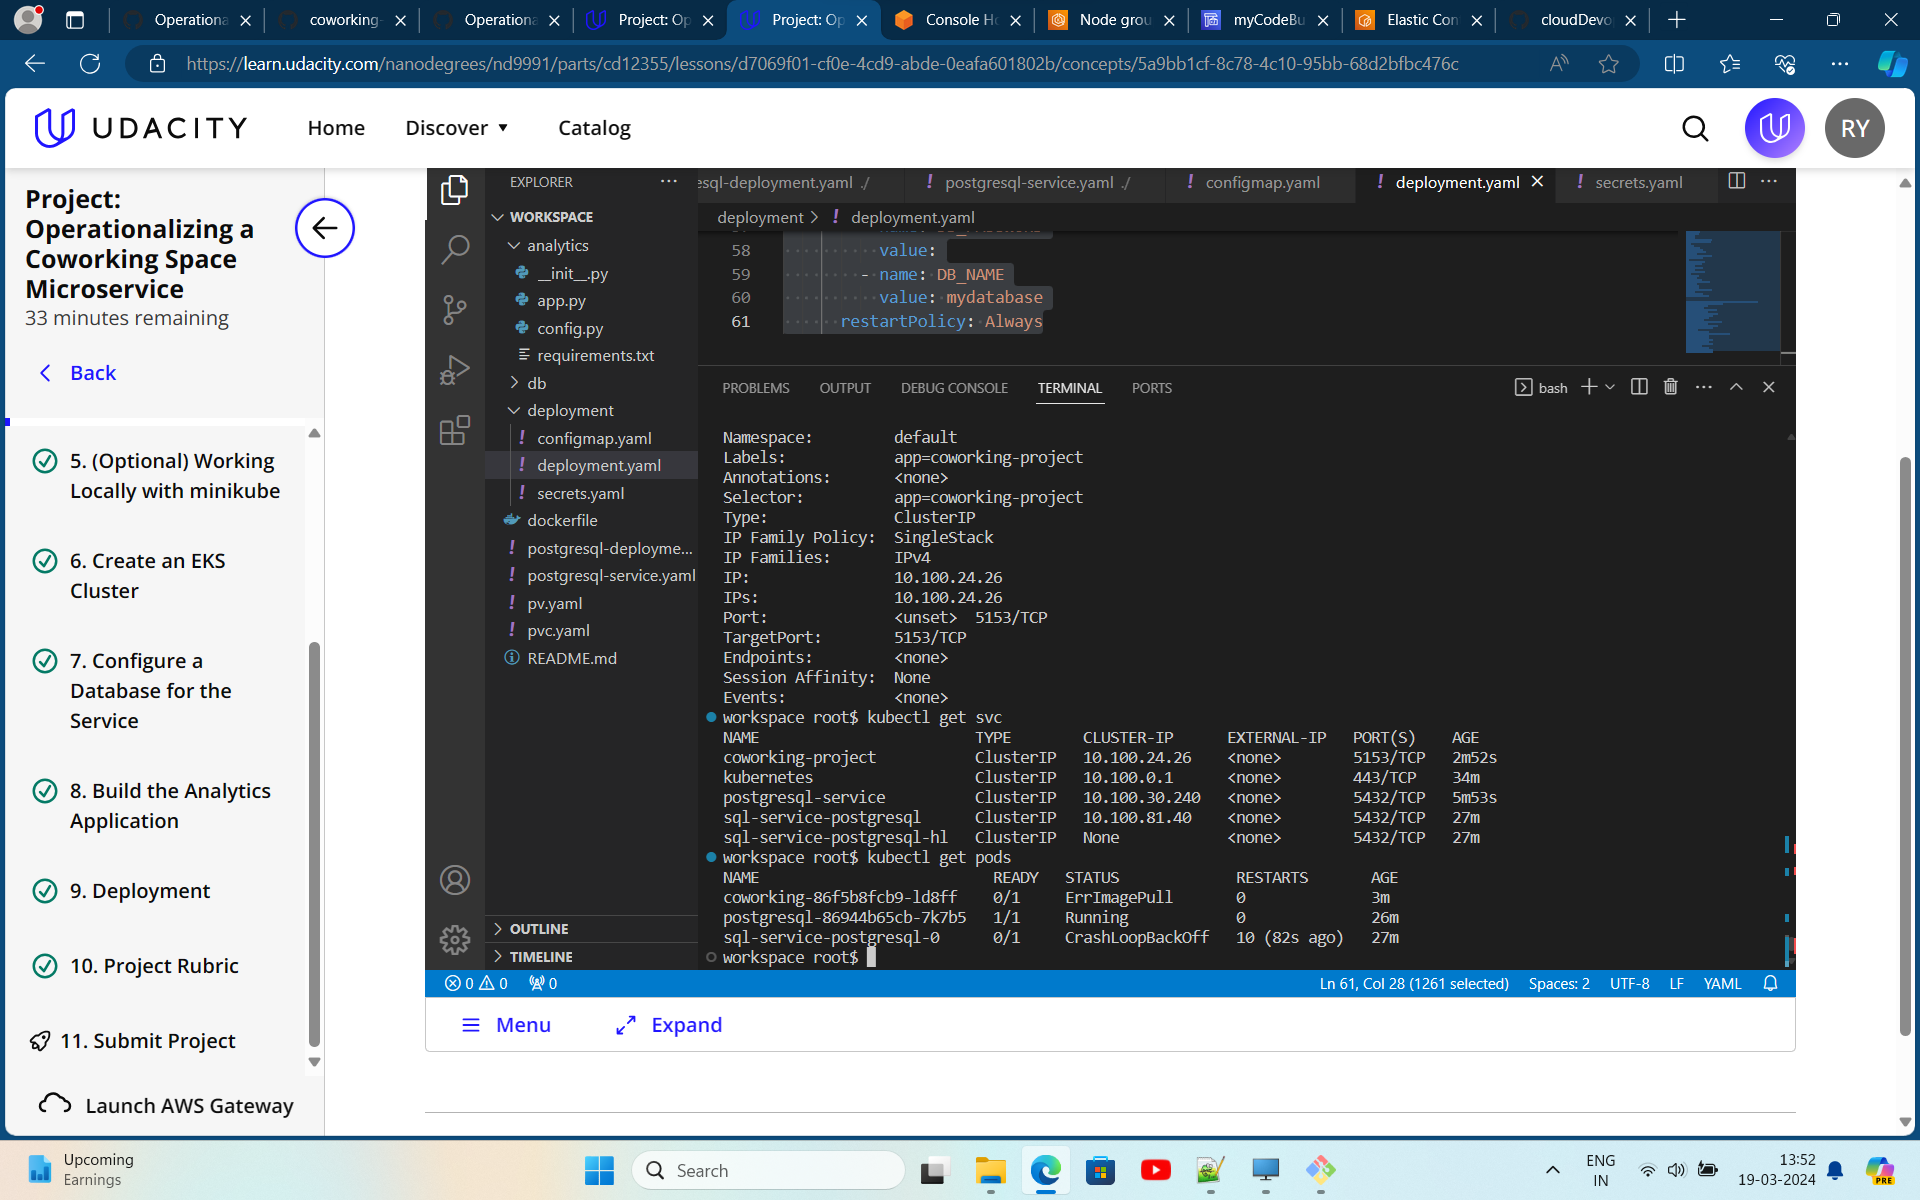 Operationa
coworking-
Operationa
Project: Op
Project: Op
Console Ho
Node grou
myCodeBu
Elastic Con
cloudDevo
https://learn.udacity.com/nanodegrees/nd9991/parts/cd12355/lessons/d7069f01-cf0e-4cd9-abde-0eafa601802b/concepts/5a9bb1cf-8c78-4c10-95bb-68d2bfbc476c
UDACITY
Home
Discover
Catalog
RY
Project:
Operationalizing a
Coworking Space
Microservice
33 minutes remaining
Back
5. (Optional) Working
Locally with minikube
6. Create an EKS
Cluster
7. Configure a
Database for the
Service
8. Build the Analytics
Application
9. Deployment
10. Project Rubric
11. Submit Project
Launch AWS Gateway
EXPLORER
WORKSPACE
analytics
__init__.py
app.py
config.py
requirements.txt
db
deployment
configmap.yaml
deployment.yaml
secrets.yaml
dockerfile
postgresql-deployme...
postgresql-service.yaml
pv.yaml
pvc.yaml
README.md
OUTLINE
TIMELINE
sql-deployment.yaml ./
postgresql-service.yaml ./
configmap.yaml
deployment.yaml
secrets.yaml
deployment > ! deployment.yaml
58 value:
59 - name: DB_NAME
60 value: mydatabase
61 restartPolicy: Always
PROBLEMS OUTPUT DEBUG CONSOLE TERMINAL PORTS
bash
Namespace: default
Labels: app=coworking-project
Annotations: <none>
Selector: app=coworking-project
Type: ClusterIP
IP Family Policy: SingleStack
IP Families: IPv4
IP: 10.100.24.26
IPs: 10.100.24.26
Port: <unset> 5153/TCP
TargetPort: 5153/TCP
Endpoints: <none>
Session Affinity: None
Events: <none>
workspace root$ kubectl get svc
NAME TYPE CLUSTER-IP EXTERNAL-IP PORT(S) AGE
coworking-project ClusterIP 10.100.24.26 <none> 5153/TCP 2m52s
kubernetes ClusterIP 10.100.0.1 <none> 443/TCP 34m
postgresql-service ClusterIP 10.100.30.240 <none> 5432/TCP 5m53s
sql-service-postgresql ClusterIP 10.100.81.40 <none> 5432/TCP 27m
sql-service-postgresql-hl ClusterIP None <none> 5432/TCP 27m
workspace root$ kubectl get pods
NAME READY STATUS RESTARTS AGE
coworking-86f5b8fcb9-ld8ff 0/1 ErrImagePull 0 3m
postgresql-86944b65cb-7k7b5 1/1 Running 0 26m
sql-service-postgresql-0 0/1 CrashLoopBackOff 10 (82s ago) 27m
workspace root$
0 0 0
Ln 61, Col 28 (1261 selected) Spaces: 2 UTF-8 LF YAML
Menu
Expand
Upcoming
Earnings
Search
ENG
IN
13:52
19-03-2024
PRE